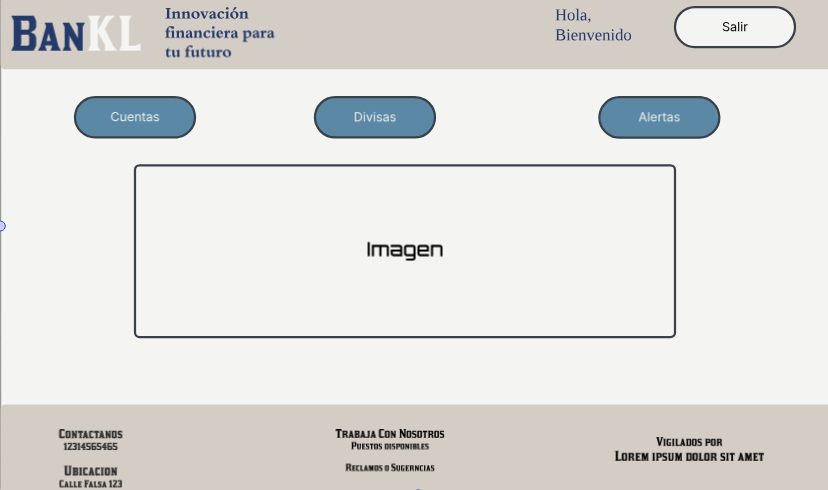 BANKL
Innovación
financiera para
tu futuro
Hola,
Bienvenido
Salir
Cuentas
Divisas
Alertas
Imagen
CONTACTANOS
12314565465
UBICACION
CALLE FALSA 123
TRABAJA CON NOSOTROS
PUESTOS DISPONIBLES
RECLAMOS O SUGERNCIAS
VIGILADOS POR
LOREM IPSUM DOLOR SIT AMET